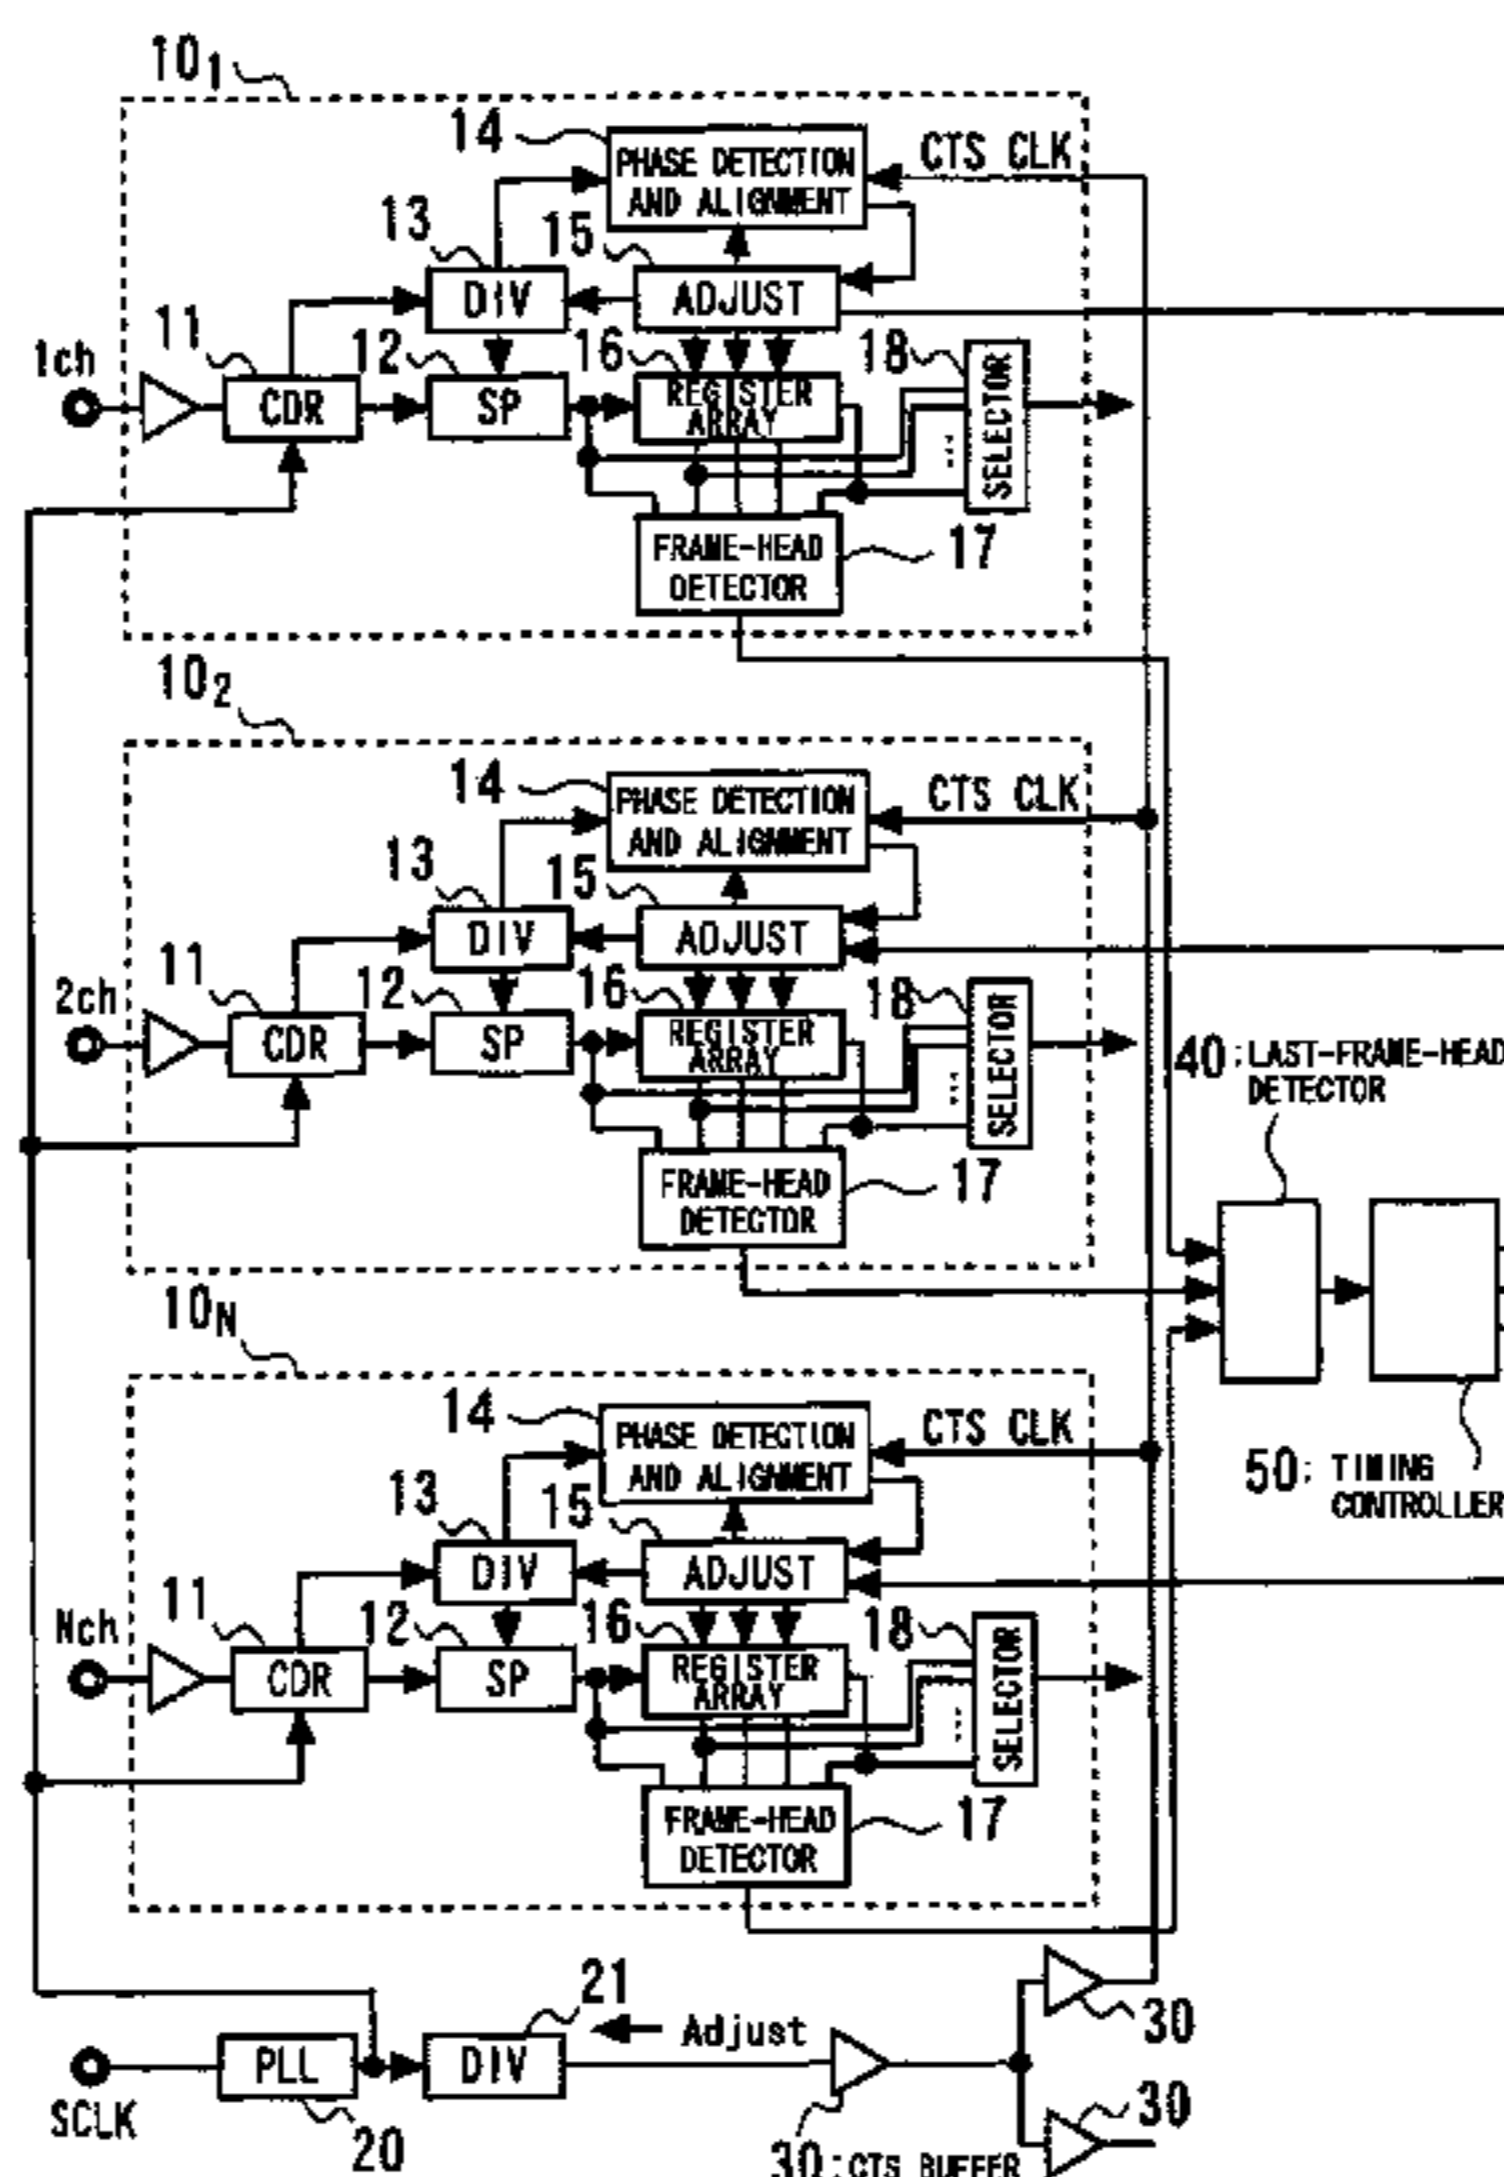 10₁
14
PHASE DETECTION
AND ALIGNMENT
CTS CLK
13
15
DIV
ADJUST
1ch
11
12
16
18
CDR
SP
REGISTER
ARRAY
SELECTOR
FRAME-HEAD
DETECTOR
17
10₂
14
PHASE DETECTION
AND ALIGNMENT
CTS CLK
13
15
DIV
ADJUST
2ch
11
12
16
18
CDR
SP
REGISTER
ARRAY
SELECTOR
40:LAST-FRAME-HEAD
DETECTOR
FRAME-HEAD
DETECTOR
17
10N
14
PHASE DETECTION
AND ALIGNMENT
CTS CLK
50: TIMING
CONTROLLER
13
15
DIV
ADJUST
Nch
11
12
16
18
CDR
SP
REGISTER
ARRAY
SELECTOR
FRAME-HEAD
DETECTOR
17
21
Adjust
30
PLL
DIV
SCLK
20
30
30:CTS BUFFER